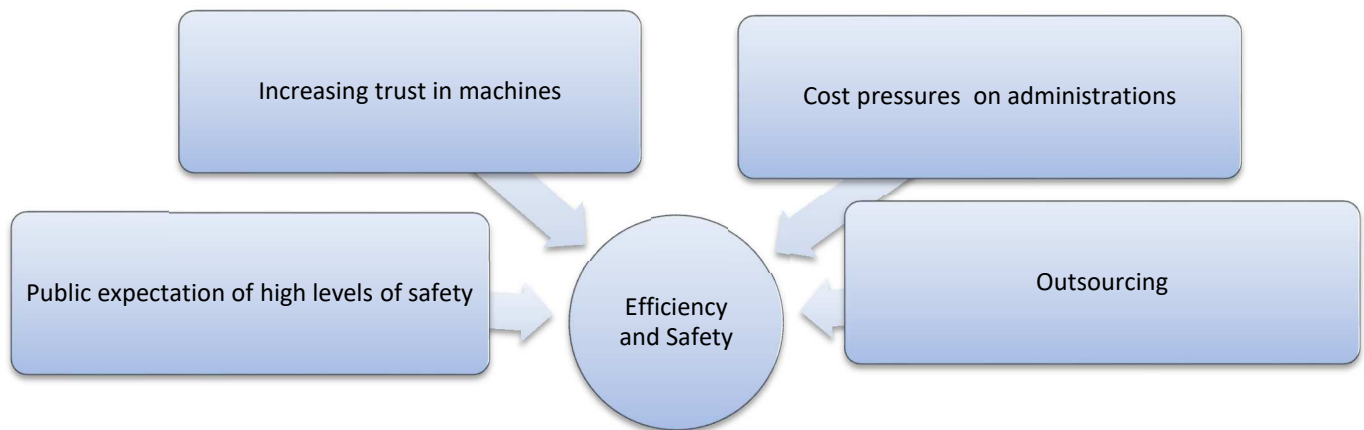 Increasing trust in machines
Cost pressures  on administrations
Public expectation of high levels of safety
Outsourcing
Efficiency
and Safety